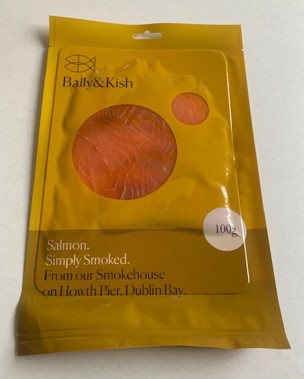 Baily&Kish
100g
Salmon.
Simply Smoked.
From our Smokehouse
on Howth Pier, Dublin Bay.